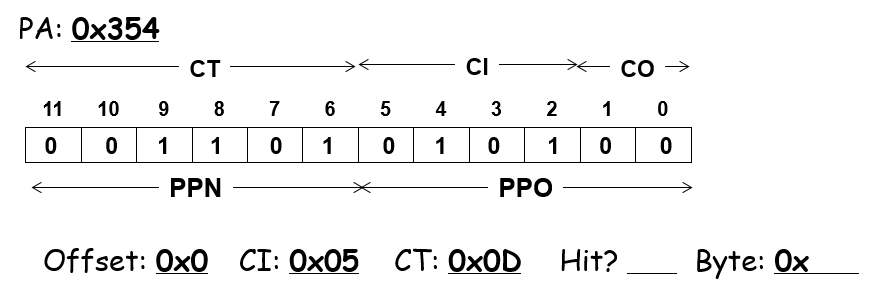 PA: 0x354
CT CI CO
11 10 9 8 7 6 5 4 3 2 1 0
0 0 1 1 0 1 0 1 0 1 0 0
PPN PPO
Offset: 0x0 CI: 0x05 CT: 0x0D Hit? ___ Byte: 0x___